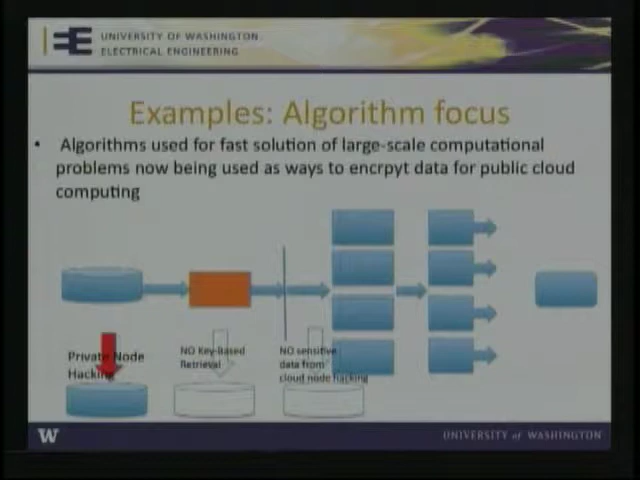 UNIVERSITY OF WASHINGTON
ELECTRICAL ENGINEERING
Examples: Algorithm focus
• Algorithms used for fast solution of large-scale computational
problems now being used as ways to encrpyt data for public cloud
computing
Private Node
Hacking
NO Key-Based
Retrieval
NO sensitive
data from
cloud node hacking
W
UNIVERSITY of WASHINGTON